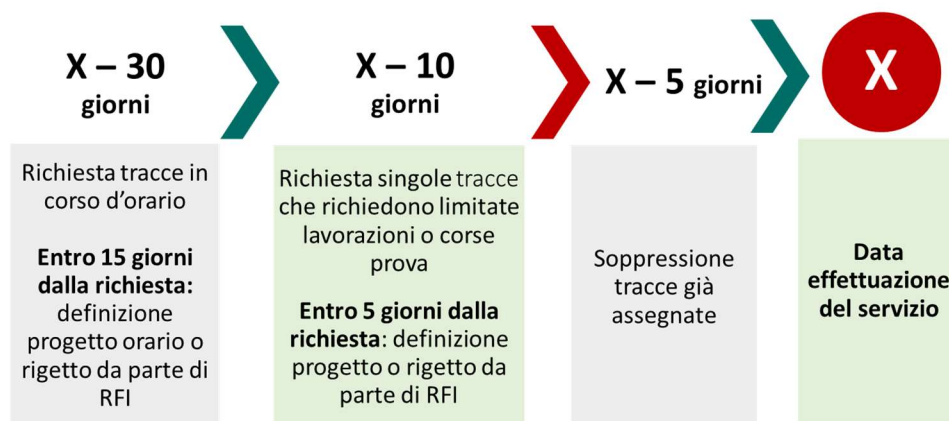 X – 30
giorni
X – 10
giorni
X – 5 giorni
X
Richiesta tracce in
corso d'orario
Entro 15 giorni
dalla richiesta:
definizione
progetto orario o
rigetto da parte di
RFI
Richiesta singole tracce
che richiedono limitate
lavorazioni o corse
prova
Entro 5 giorni dalla
richiesta: definizione
progetto o rigetto da
parte di RFI
Soppressione
tracce già
assegnate
Data
effettuazione
del servizio